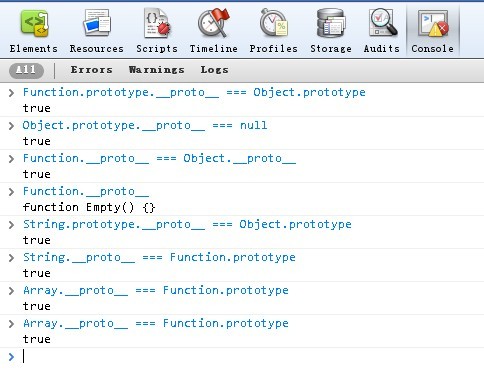 Elements Resources Scripts Timeline Profiles Storage Audits Console
All Errors Warnings Logs
> Function.prototype.__proto__ === Object.prototype
true
> Object.prototype.__proto__ === null
true
> Function.__proto__ === Object.__proto__
true
> Function.__proto__
function Empty() {}
> String.prototype.__proto__ === Object.prototype
true
> String.__proto__ === Function.prototype
true
> Array.__proto__ === Function.prototype
true
> Array.__proto__ === Function.prototype
true
>